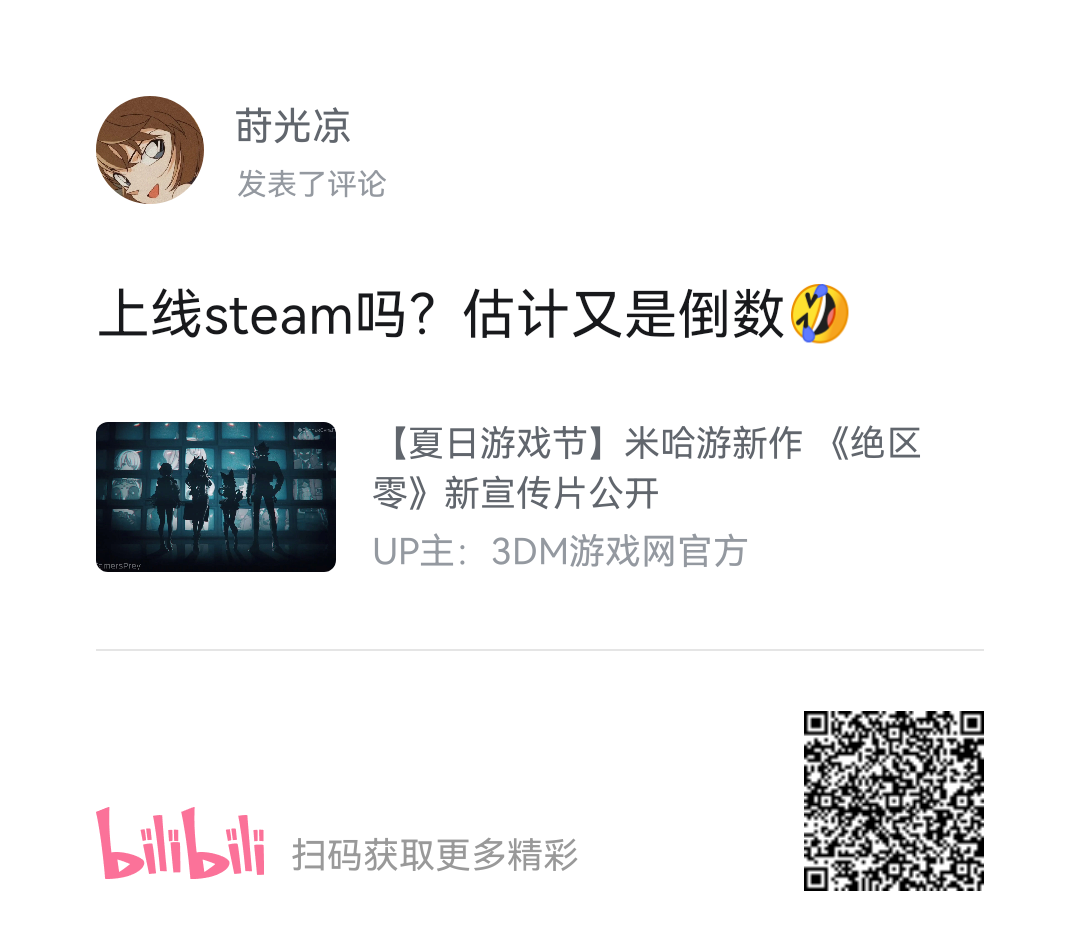 莳光凉
发表了评论
上线steam吗？估计又是倒数🤣
【夏日游戏节】米哈游新作 《绝区
零》新宣传片公开
UP主：3DM游戏网官方
bilibili 扫码获取更多精彩